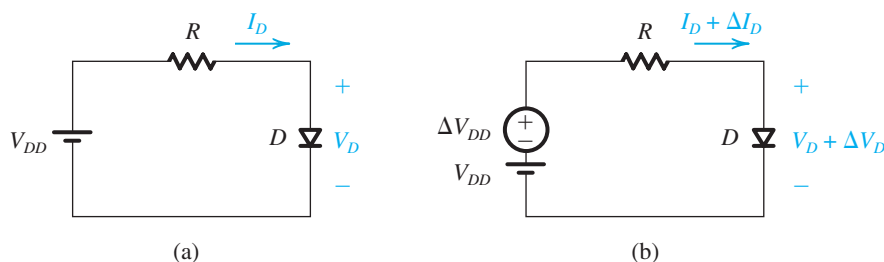 I_D
R
V_DD
D
+
V_D
−
(a)
I_D + ΔI_D
R
ΔV_DD
+
−
V_DD
D
+
V_D + ΔV_D
−
(b)